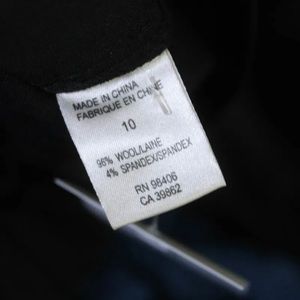 MADE IN CHINA
FABRIQUE EN CHINE
10
96% WOOL/LAINE
4% SPANDEX/SPANDEX
RN 98406
CA 39862